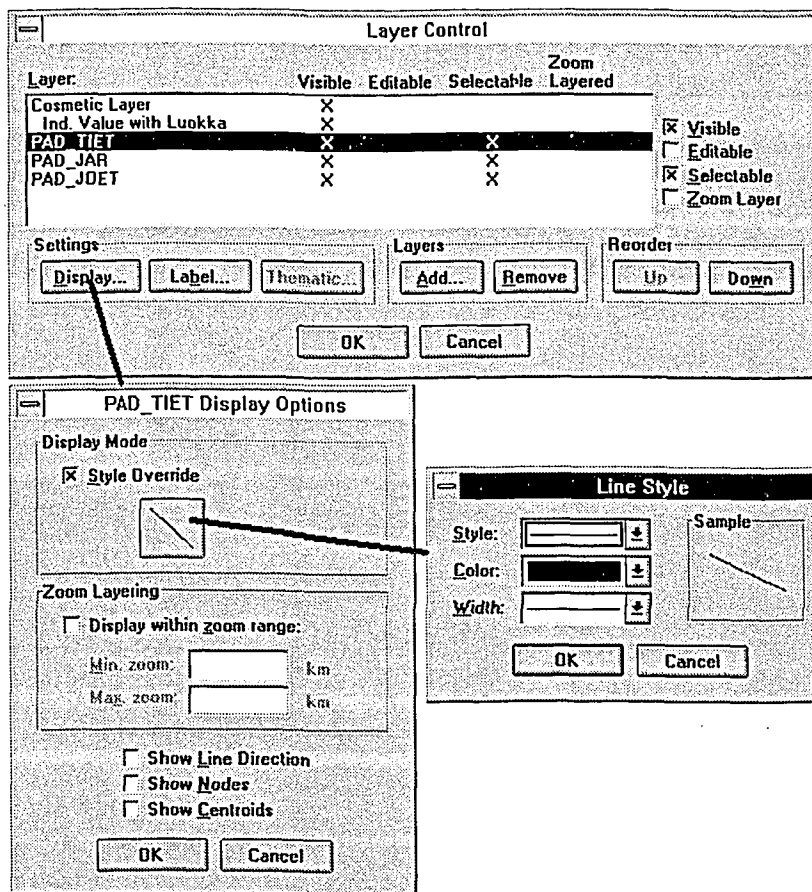 Layer Control
Layer:
Visible Editable Selectable Zoom Layered
Cosmetic Layer
Ind. Value with Luokka
PAD_TIET
PAD_JAR
PAD_JOET
Visible
Editable
Selectable
Zoom Layer
Settings
Display... Label... Thematic...
Layers
Add... Remove
Reorder
Up Down
OK Cancel
PAD_TIET Display Options
Display Mode
Style Override
Zoom Layering
Display within zoom range:
Min. zoom: km
Max. zoom: km
Show Line Direction
Show Nodes
Show Centroids
OK Cancel
Line Style
Style:
Color:
Width:
Sample
OK Cancel